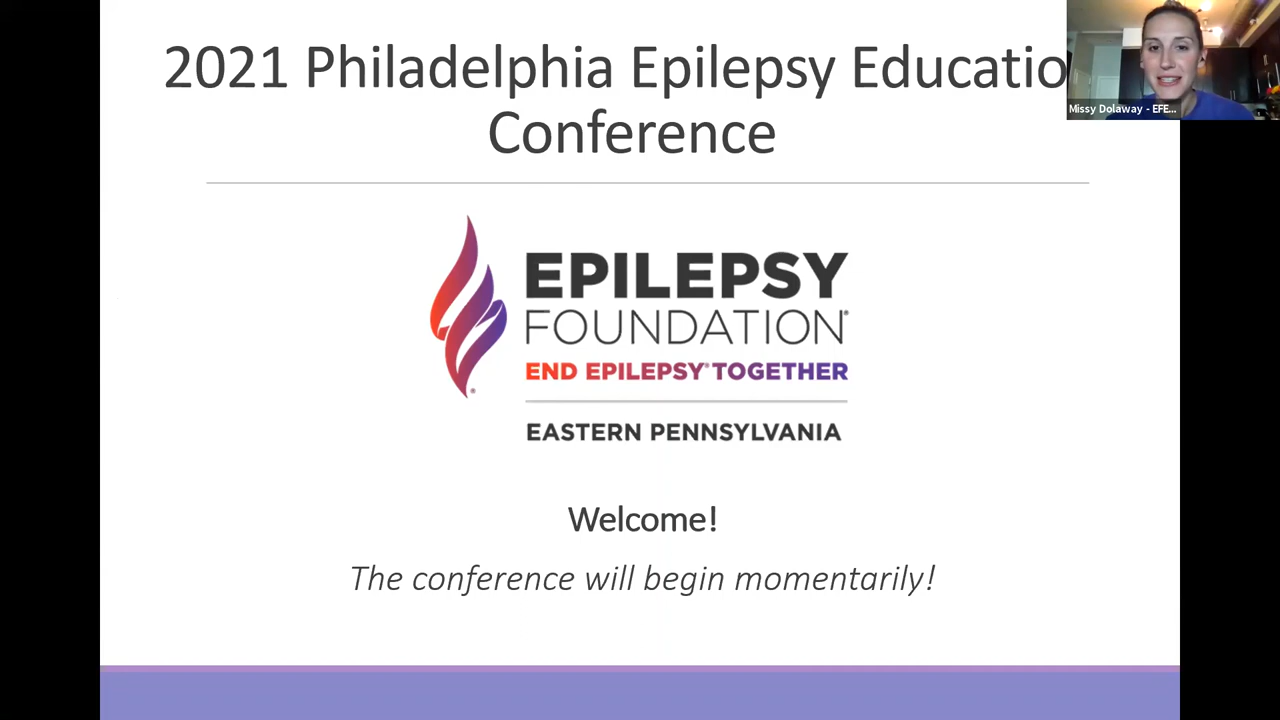 2021 Philadelphia Epilepsy Educatio
Conference
Missy Dolaway - EFE...
EPILEPSY
FOUNDATION®
END EPILEPSY® TOGETHER
®
EASTERN PENNSYLVANIA
Welcome!
The conference will begin momentarily!